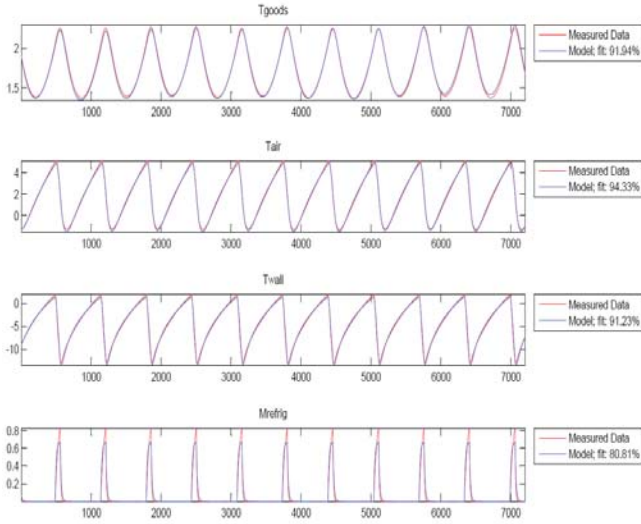 Tgoods
2
1.5
1000 2000 3000 4000 5000 6000 7000
Measured Data
Model; fit: 91.94%
Tair
4
2
0
1000 2000 3000 4000 5000 6000 7000
Measured Data
Model; fit: 94.33%
Twall
0
-5
-10
1000 2000 3000 4000 5000 6000 7000
Measured Data
Model; fit: 91.23%
Mrefrig
0.8
0.6
0.4
0.2
1000 2000 3000 4000 5000 6000 7000
Measured Data
Model; fit: 80.81%